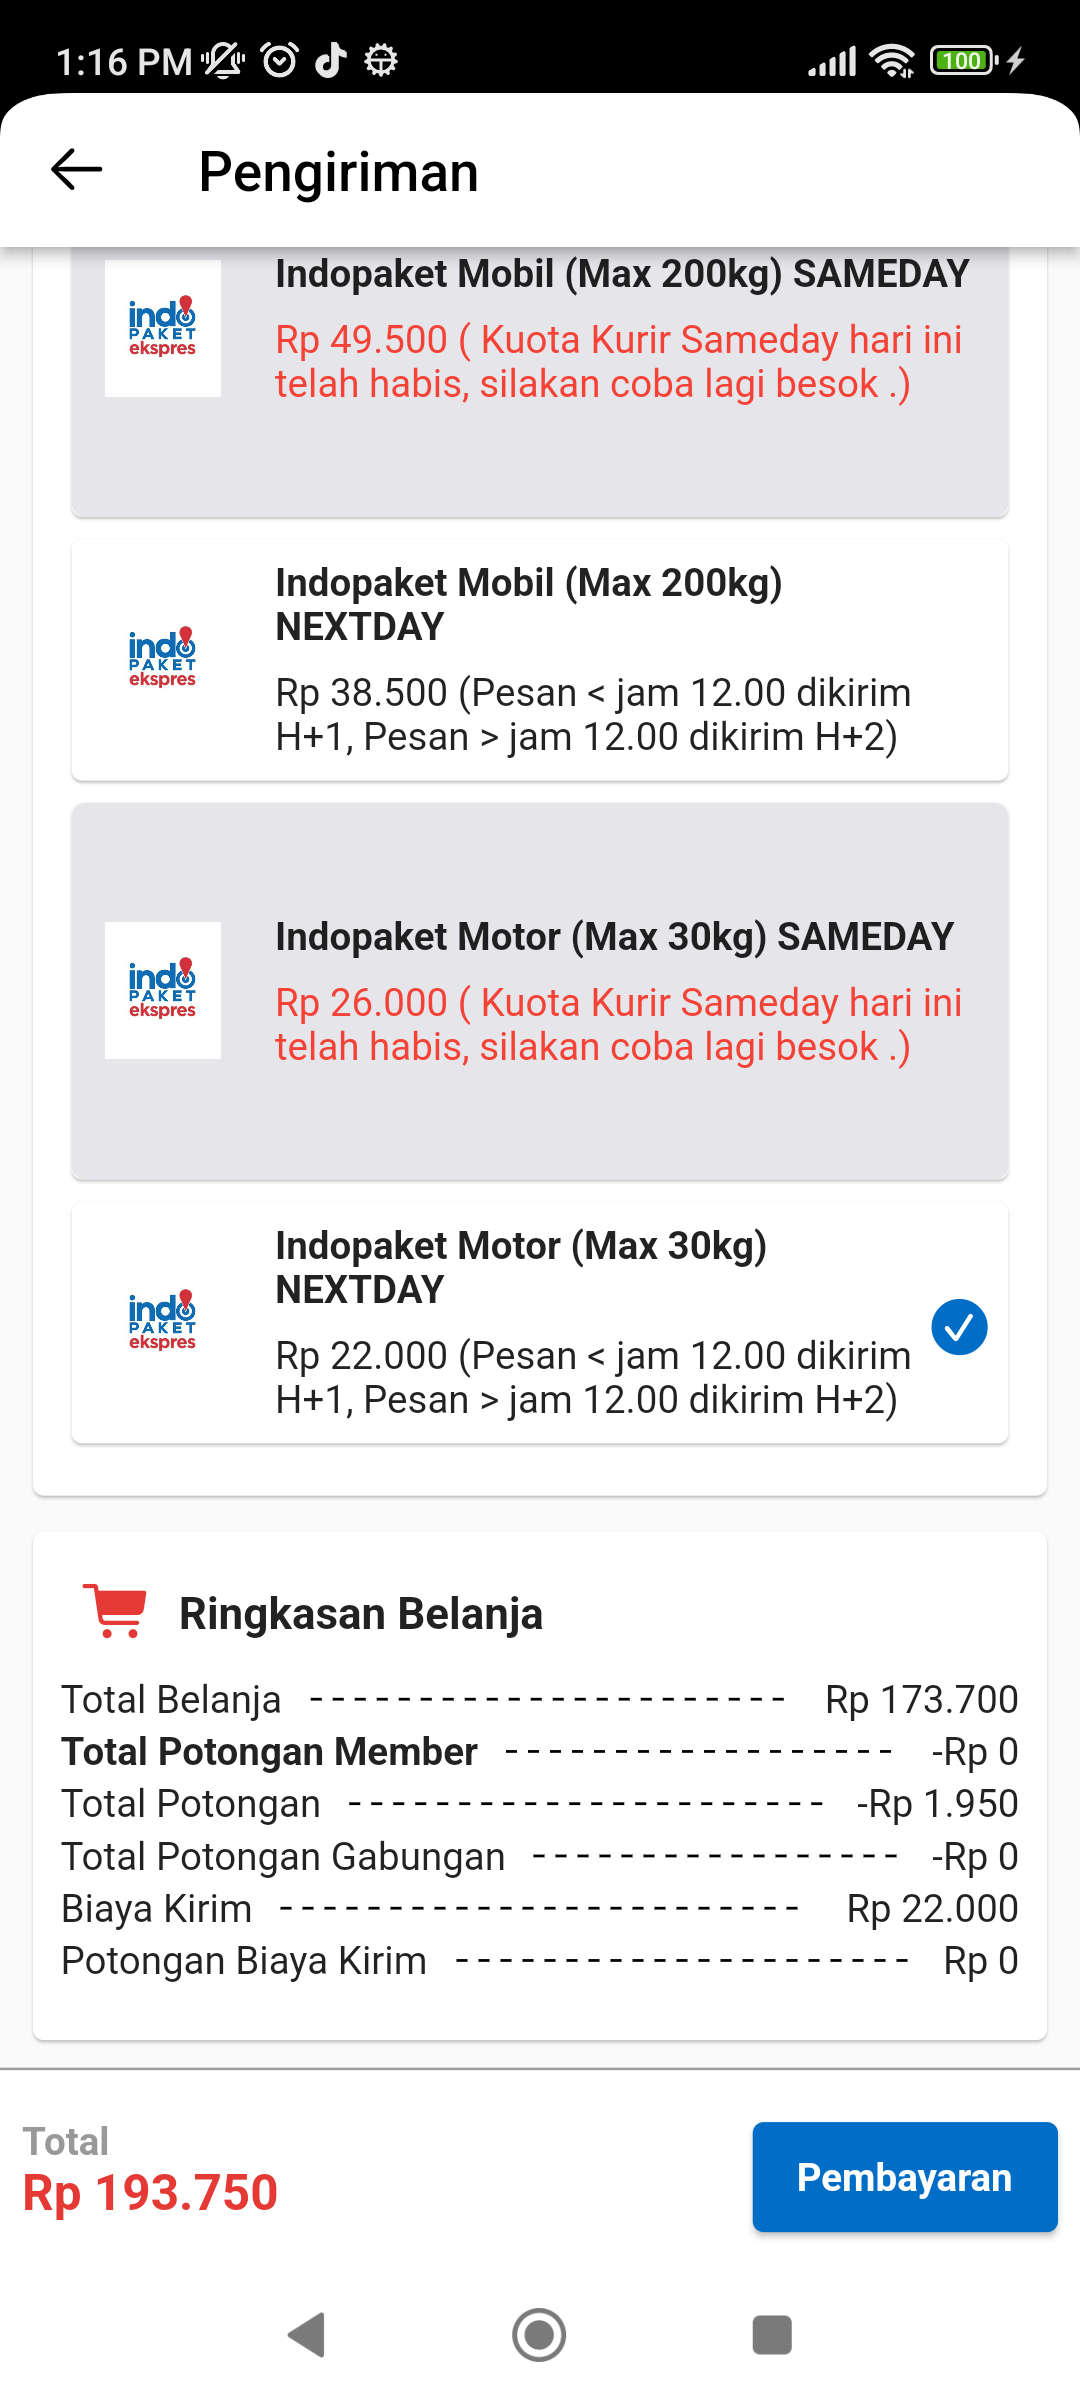 1:16 PM
100
Pengiriman
Indopaket Mobil (Max 200kg) SAMEDAY
indo
PAKET
ekspres
Rp 49.500 ( Kuota Kurir Sameday hari ini
telah habis, silakan coba lagi besok .)
Indopaket Mobil (Max 200kg)
NEXTDAY
indo
PAKET
ekspres
Rp 38.500 (Pesan < jam 12.00 dikirim
H+1, Pesan > jam 12.00 dikirim H+2)
Indopaket Motor (Max 30kg) SAMEDAY
indo
PAKET
ekspres
Rp 26.000 ( Kuota Kurir Sameday hari ini
telah habis, silakan coba lagi besok .)
Indopaket Motor (Max 30kg)
NEXTDAY
indo
PAKET
ekspres
Rp 22.000 (Pesan < jam 12.00 dikirim
H+1, Pesan > jam 12.00 dikirim H+2)
Ringkasan Belanja
Total Belanja ---------------------- Rp 173.700
Total Potongan Member ------------------ -Rp 0
Total Potongan ---------------------- -Rp 1.950
Total Potongan Gabungan ----------------- -Rp 0
Biaya Kirim ------------------------ Rp 22.000
Potongan Biaya Kirim --------------------- Rp 0
Total
Rp 193.750
Pembayaran